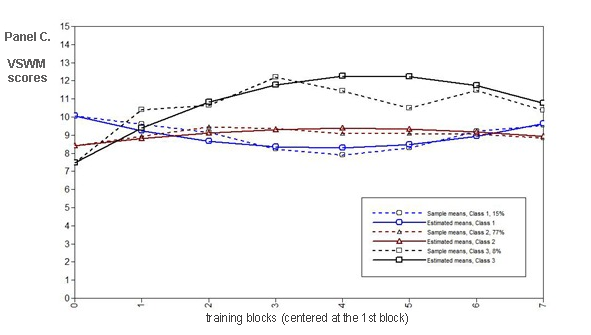 Panel C.
VSWM
scores
15
14
13
12
11
10
9
8
7
6
5
4
3
2
1
0
Sample means, Class 1, 15%
Estimated means, Class 1
Sample means, Class 2, 77%
Estimated means, Class 2
Sample means, Class 3, 8%
Estimated means, Class 3
0 1 2 3 4 5 6 7
training blocks (centered at the 1st block)